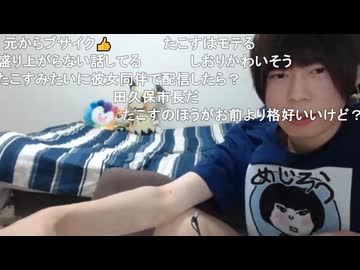 元からブサイク👍
たこすはモテる
盛り上がらない話してる
しおりかわいそう
たこすみたいに彼女同伴で配信したら？
田久保市長だ
たこすのほうがお前より格好いいけど？
めじそう